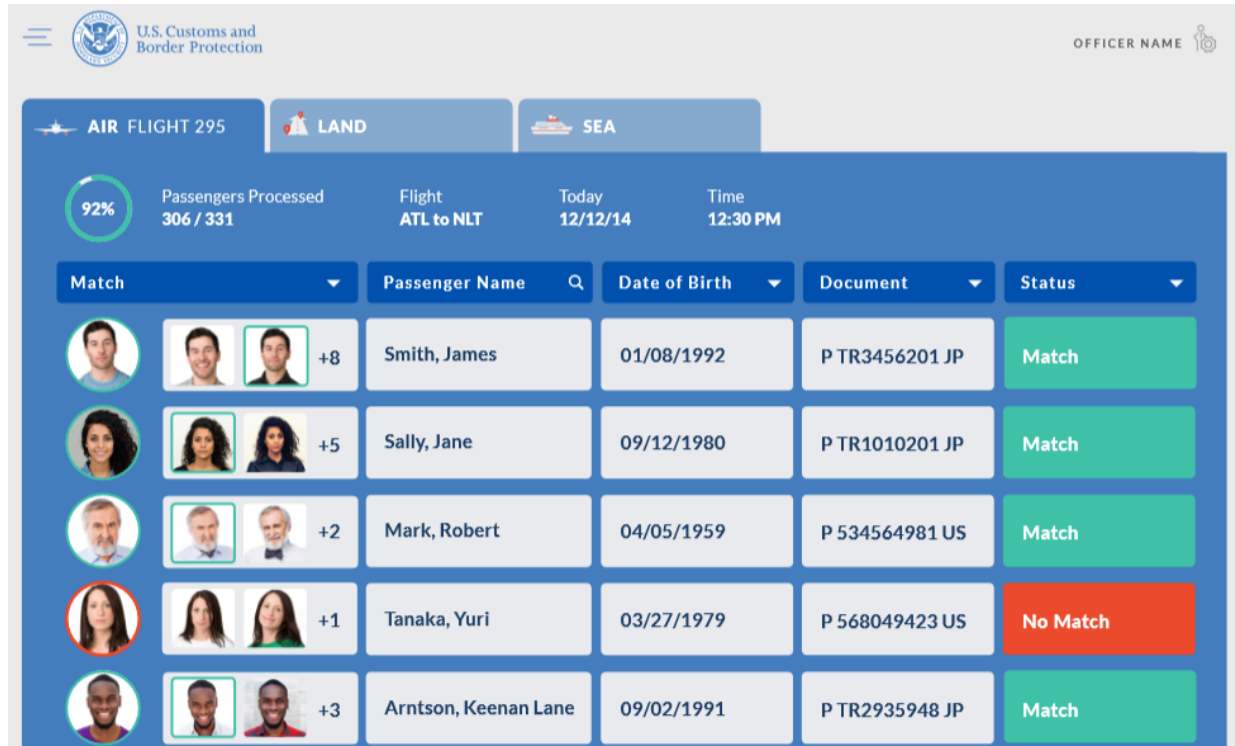 U.S. Customs and
Border Protection
OFFICER NAME
AIR FLIGHT 295
LAND
SEA
92%
Passengers Processed
306 / 331
Flight
ATL to NLT
Today
12/12/14
Time
12:30 PM
Match
Passenger Name
Date of Birth
Document
Status
+8
Smith, James
01/08/1992
P TR3456201 JP
Match
+5
Sally, Jane
09/12/1980
P TR1010201 JP
Match
+2
Mark, Robert
04/05/1959
P 534564981 US
Match
+1
Tanaka, Yuri
03/27/1979
P 568049423 US
No Match
+3
Arntson, Keenan Lane
09/02/1991
P TR2935948 JP
Match